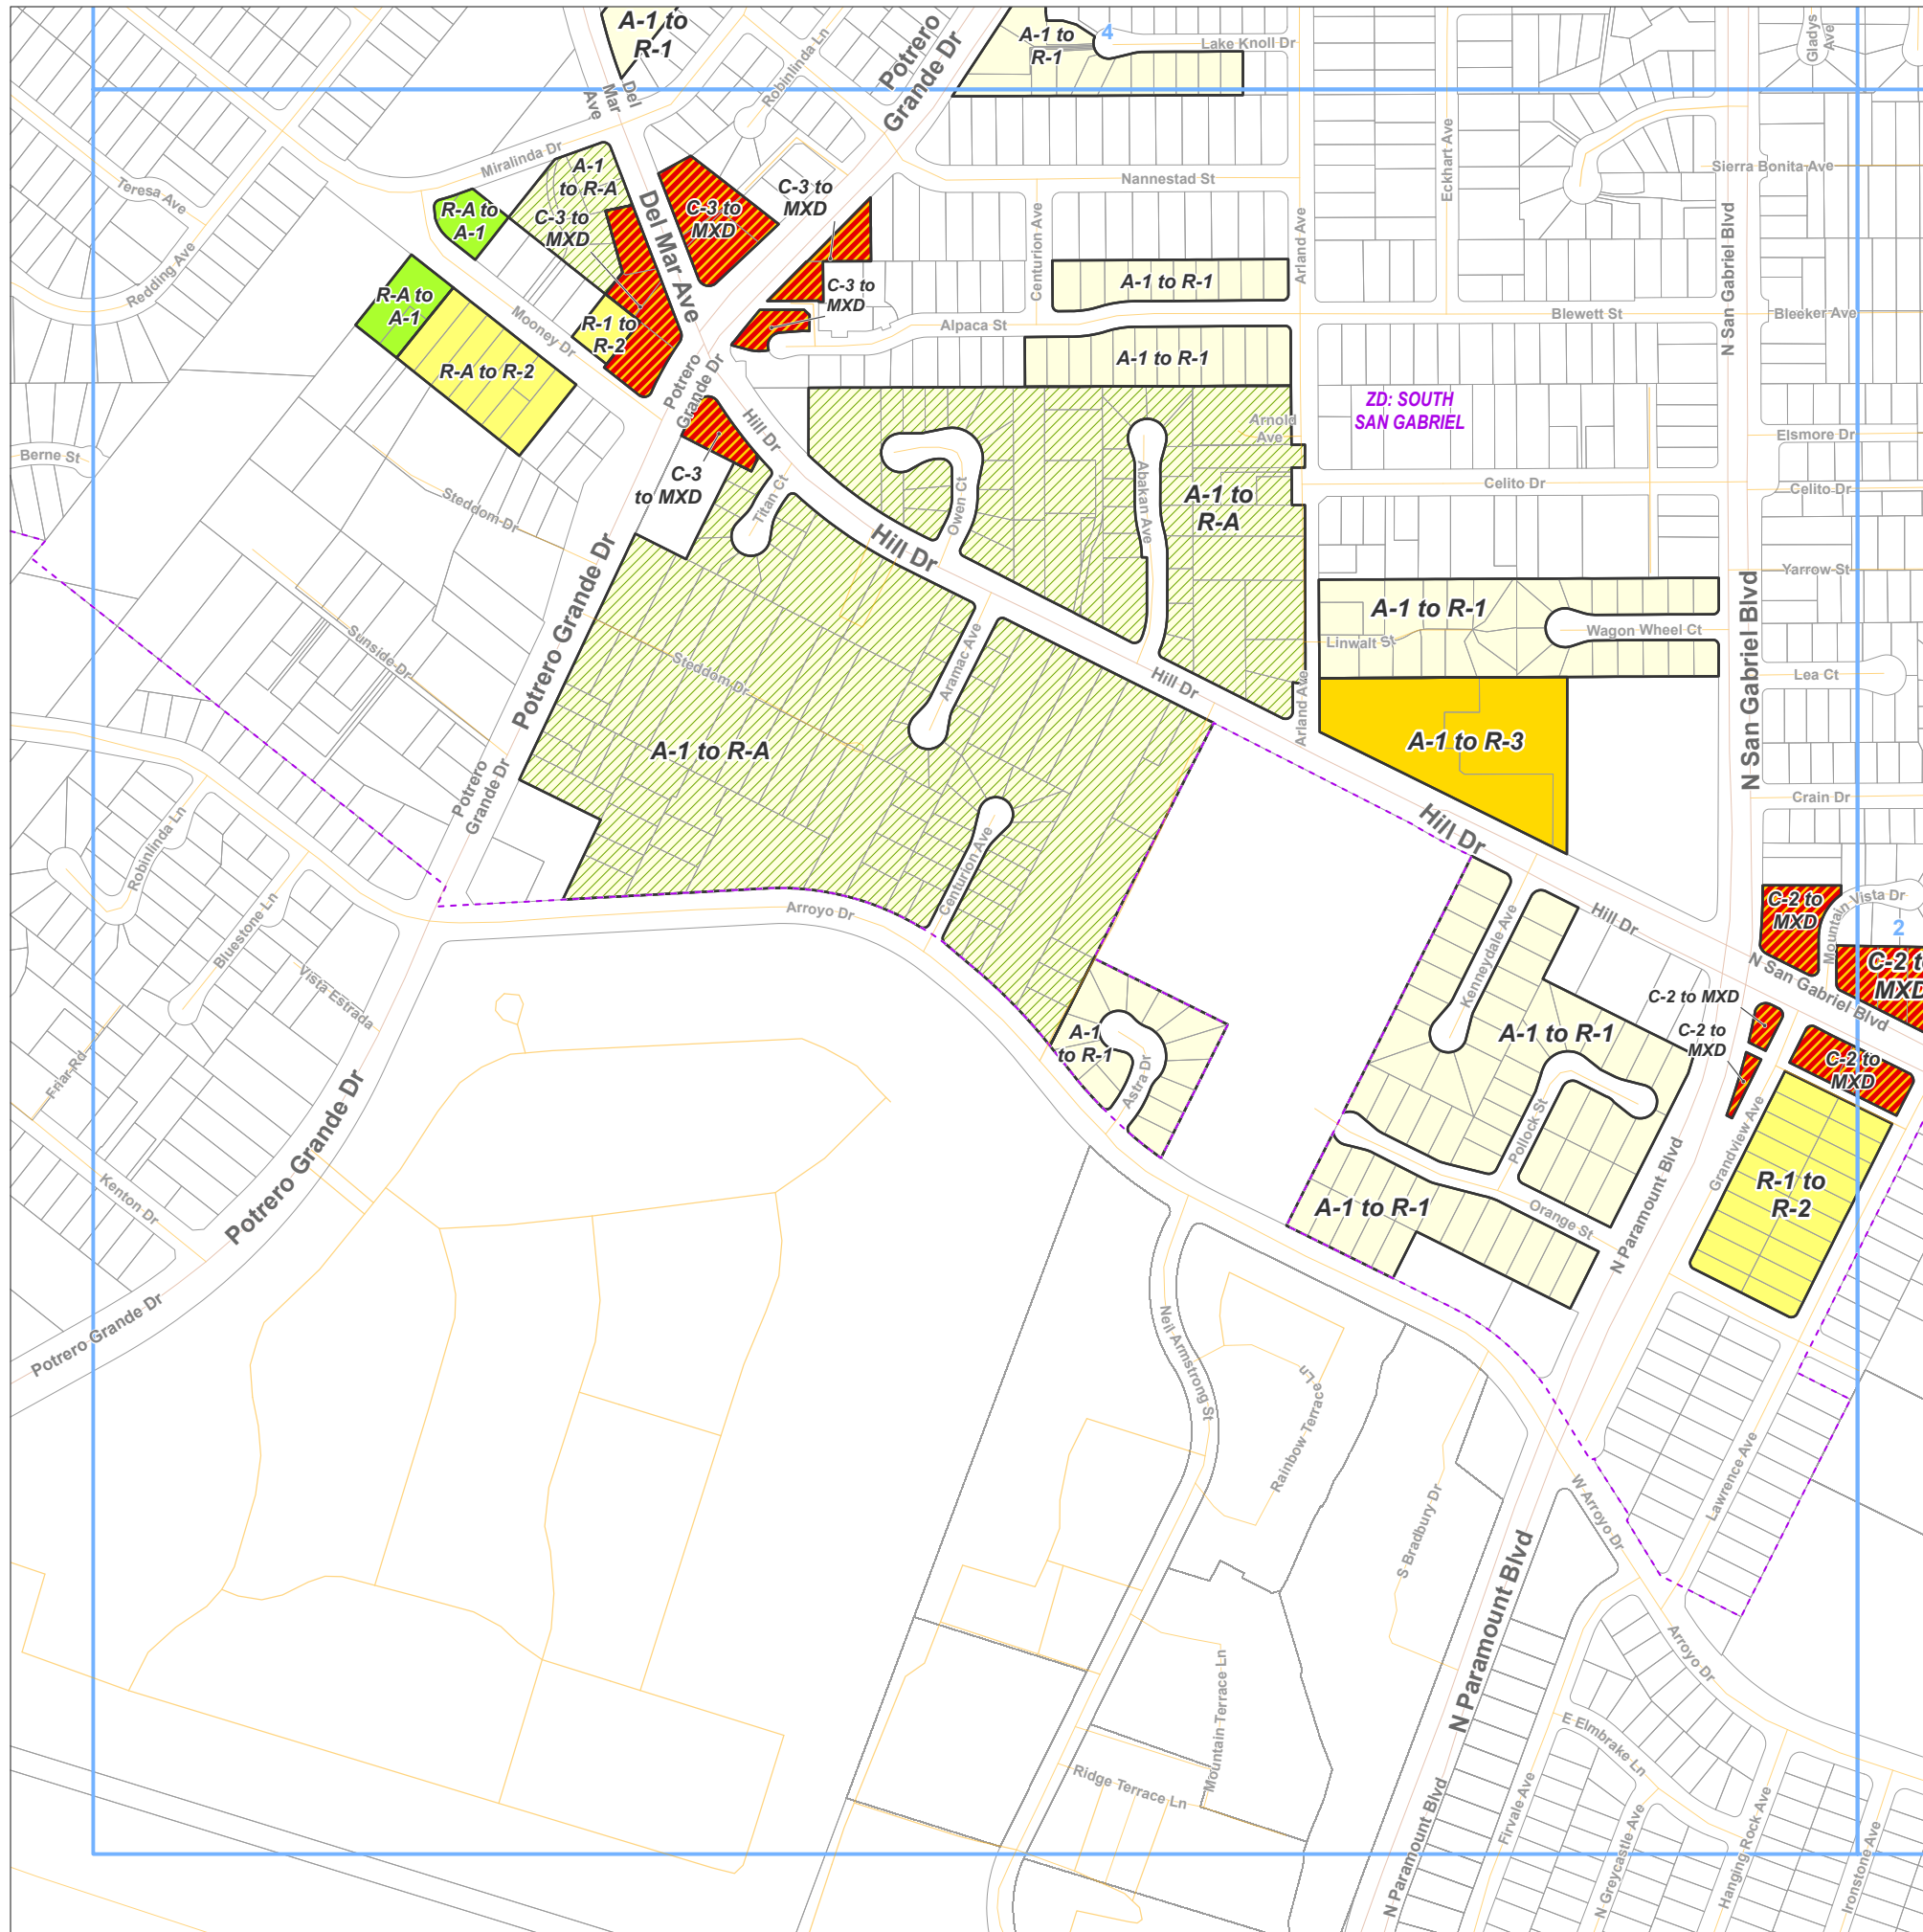 A-1 to
R-1
Potrero
Grande Dr
A-1 to
R-1
4
Lake Knoll Dr
Gladys
Ave
Del
Mar
Ave
Robinlinda Ln
Miralinda Dr
Teresa Ave
Redding Ave
A-1
to R-A
R-A to
A-1
C-3 to
MXD
Del Mar Ave
C-3 to
MXD
C-3 to
MXD
Nannestad St
Eckhart Ave
Sierra Bonita Ave
Centurion Ave
Arland Ave
N San Gabriel Blvd
R-A to
A-1
Mooney Dr
R-1 to
R-2
C-3 to
MXD
A-1 to R-1
Alpaca St
Blewett St
Bleeker Ave
R-A to R-2
Potrero
Grande Dr
A-1 to R-1
Hill Dr
ZD: SOUTH
SAN GABRIEL
Arnold
Ave
Elsmore Dr
Berne St
C-3
to MXD
Steddom Dr
Titan Ct
Owen Ct
Abakan Ave
A-1 to
R-A
Celito Dr
Celito Dr
Hill Dr
Yarrow St
Potrero Grande Dr
A-1 to R-1
Wagon Wheel Ct
Linwalt St
Sunside Dr
Steddom Dr
Aramac Ave
Hill Dr
Arland Ave
N San Gabriel Blvd
Lea Ct
A-1 to R-A
A-1 to R-3
Potrero
Grande Dr
Crain Dr
Hill Dr
Robinlinda Ln
Centurion Ave
Arroyo Dr
Bluestone Ln
Vista Estrada
Kenneydale Ave
Hill Dr
C-2 to
MXD
Mountain Vista Dr
2
N San Gabriel Blvd
C-2 to
MXD
C-2 to MXD
C-2 to
MXD
C-2 to
MXD
A-1 to R-1
A-1
to R-1
Astra Dr
Friar Rd
Potrero Grande Dr
Pollock St
Grandview Ave
N Paramount Blvd
R-1 to
R-2
A-1 to R-1
Orange St
Kenton Dr
Potrero Grande Dr
Neil Armstrong St
Rainbow Terrace Ln
S Bradbury Dr
W Arroyo Dr
Lawrence Ave
N Paramount Blvd
Arroyo Dr
Mountain Terrace Ln
Ridge Terrace Ln
E Elmbrake Ln
N Paramount Blvd
Firvale Ave
N Greycastle Ave
Hanging Rock Ave
Ironstone Ave